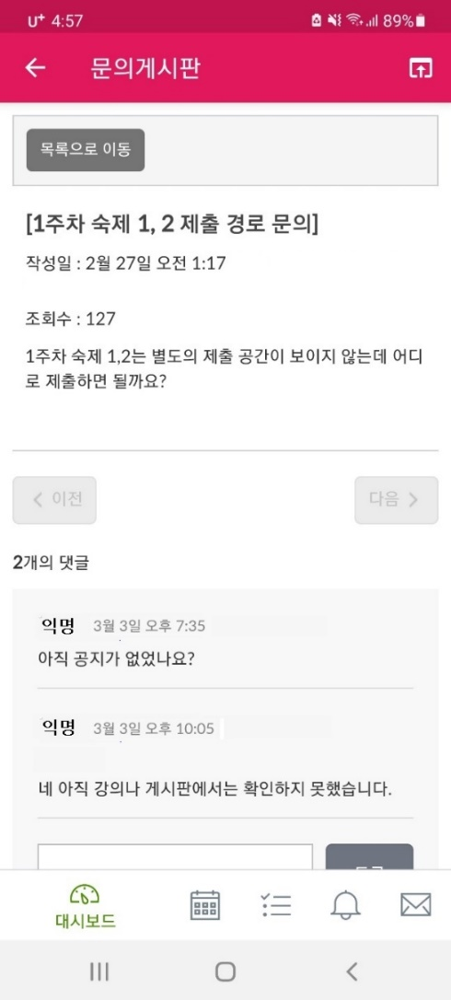 U+ 4:57 89%
문의게시판
목록으로 이동
[1주차 숙제 1, 2 제출 경로 문의]
작성일 : 2월 27일 오전 1:17
조회수 : 127
1주차 숙제 1,2는 별도의 제출 공간이 보이지 않는데 어디
로 제출하면 될까요?
이전 다음
2개의 댓글
익명 3월 3일 오후 7:35
아직 공지가 없었나요?
익명 3월 3일 오후 10:05
네 아직 강의나 게시판에서는 확인하지 못했습니다.
대시보드